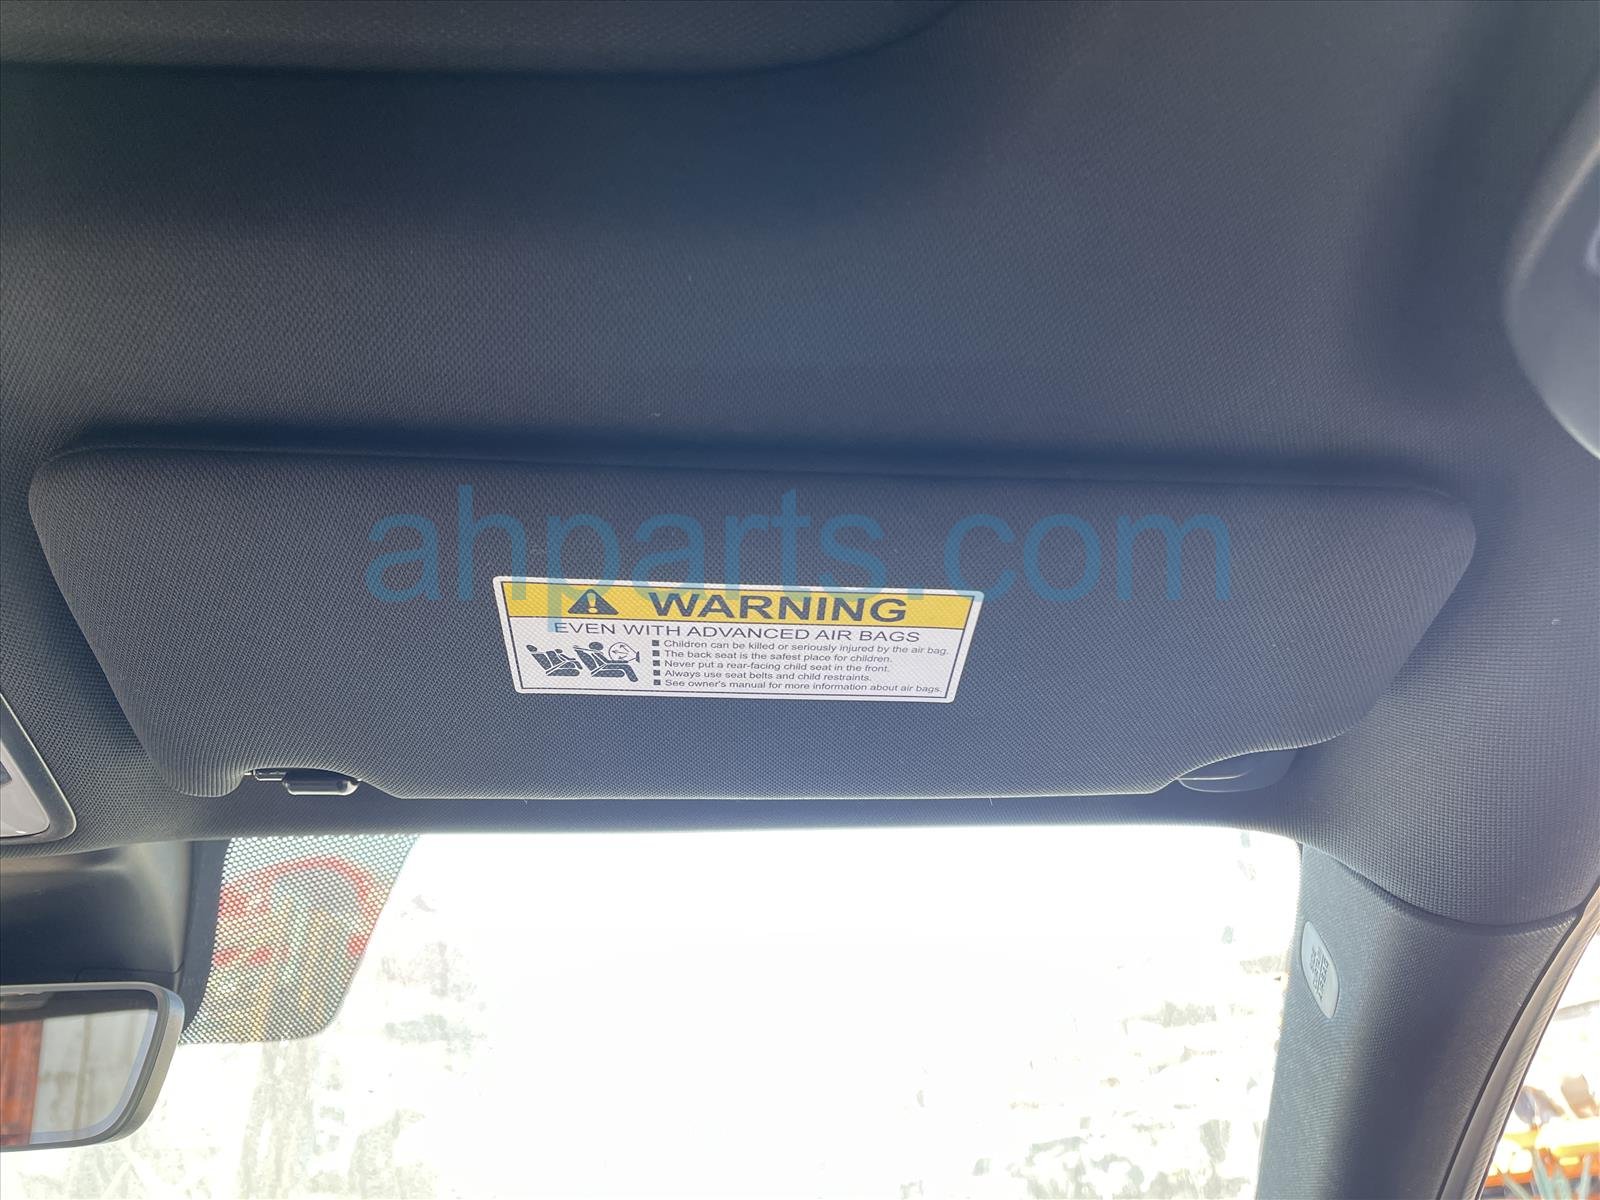 ahparts.com
WARNING
EVEN WITH ADVANCED AIR BAGS
Children can be killed or seriously injured by the air bag.
The back seat is the safest place for children.
Never put a rear-facing child seat in the front.
Always use seat belts and child restraints.
See owner's manual for more information about air bags.